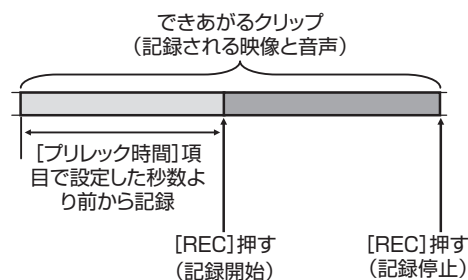 できあがるクリップ
（記録される映像と音声）
［プリレック時間］項
目で設定した秒数よ
り前から記録
［REC］押す
（記録開始）
［REC］押す
（記録停止）